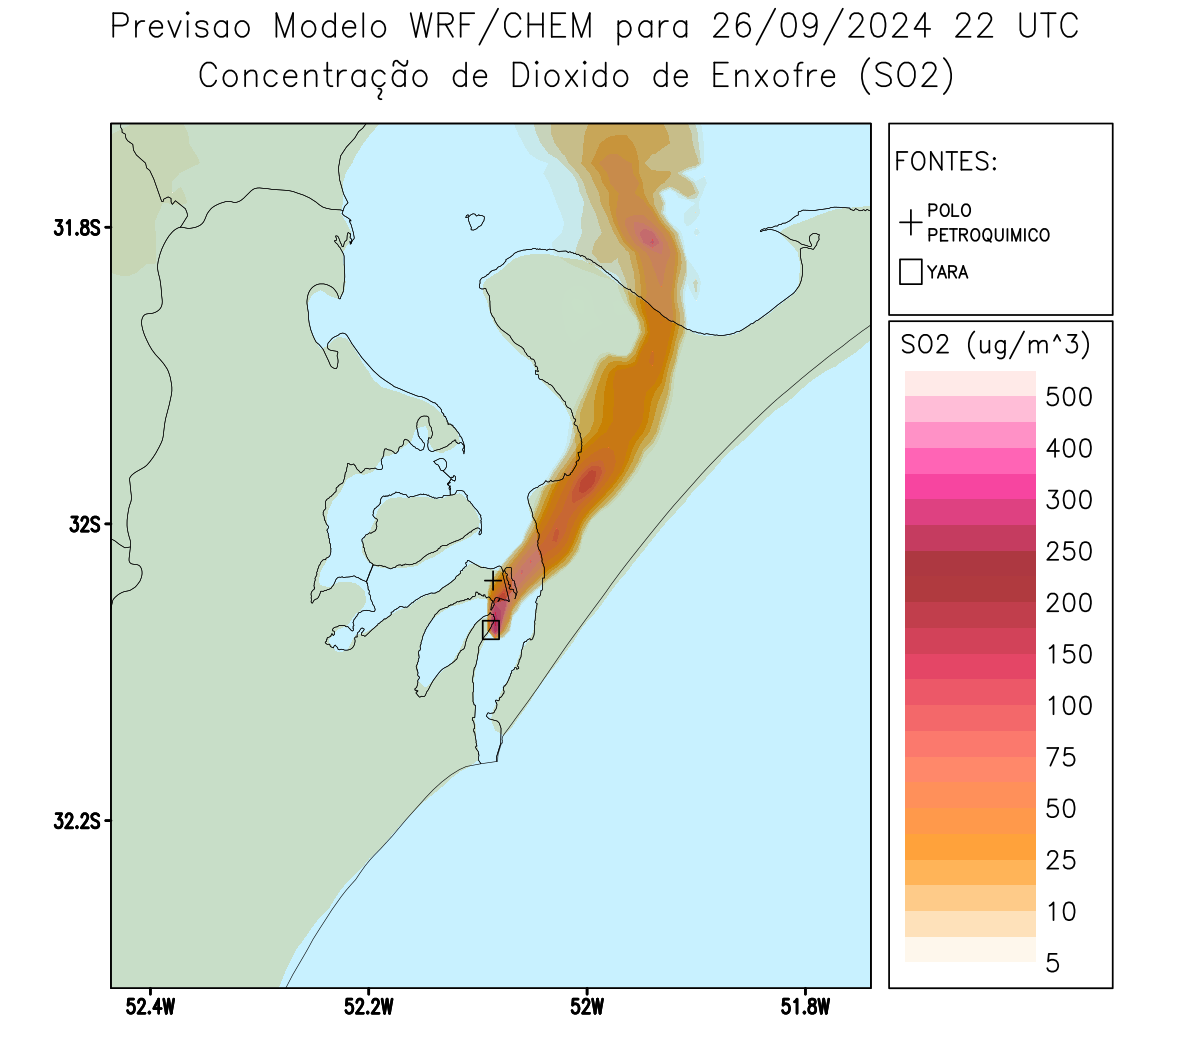 Previsao Modelo WRF/CHEM para 26/09/2024 22 UTC
Concentração de Dioxido de Enxofre (SO2)
FONTES:
POLO
PETROQUIMICO
YARA
SO2 (ug/m^3)
500
400
300
250
200
150
100
75
50
25
10
5
31.8S
32S
32.2S
52.4W
52.2W
52W
51.8W